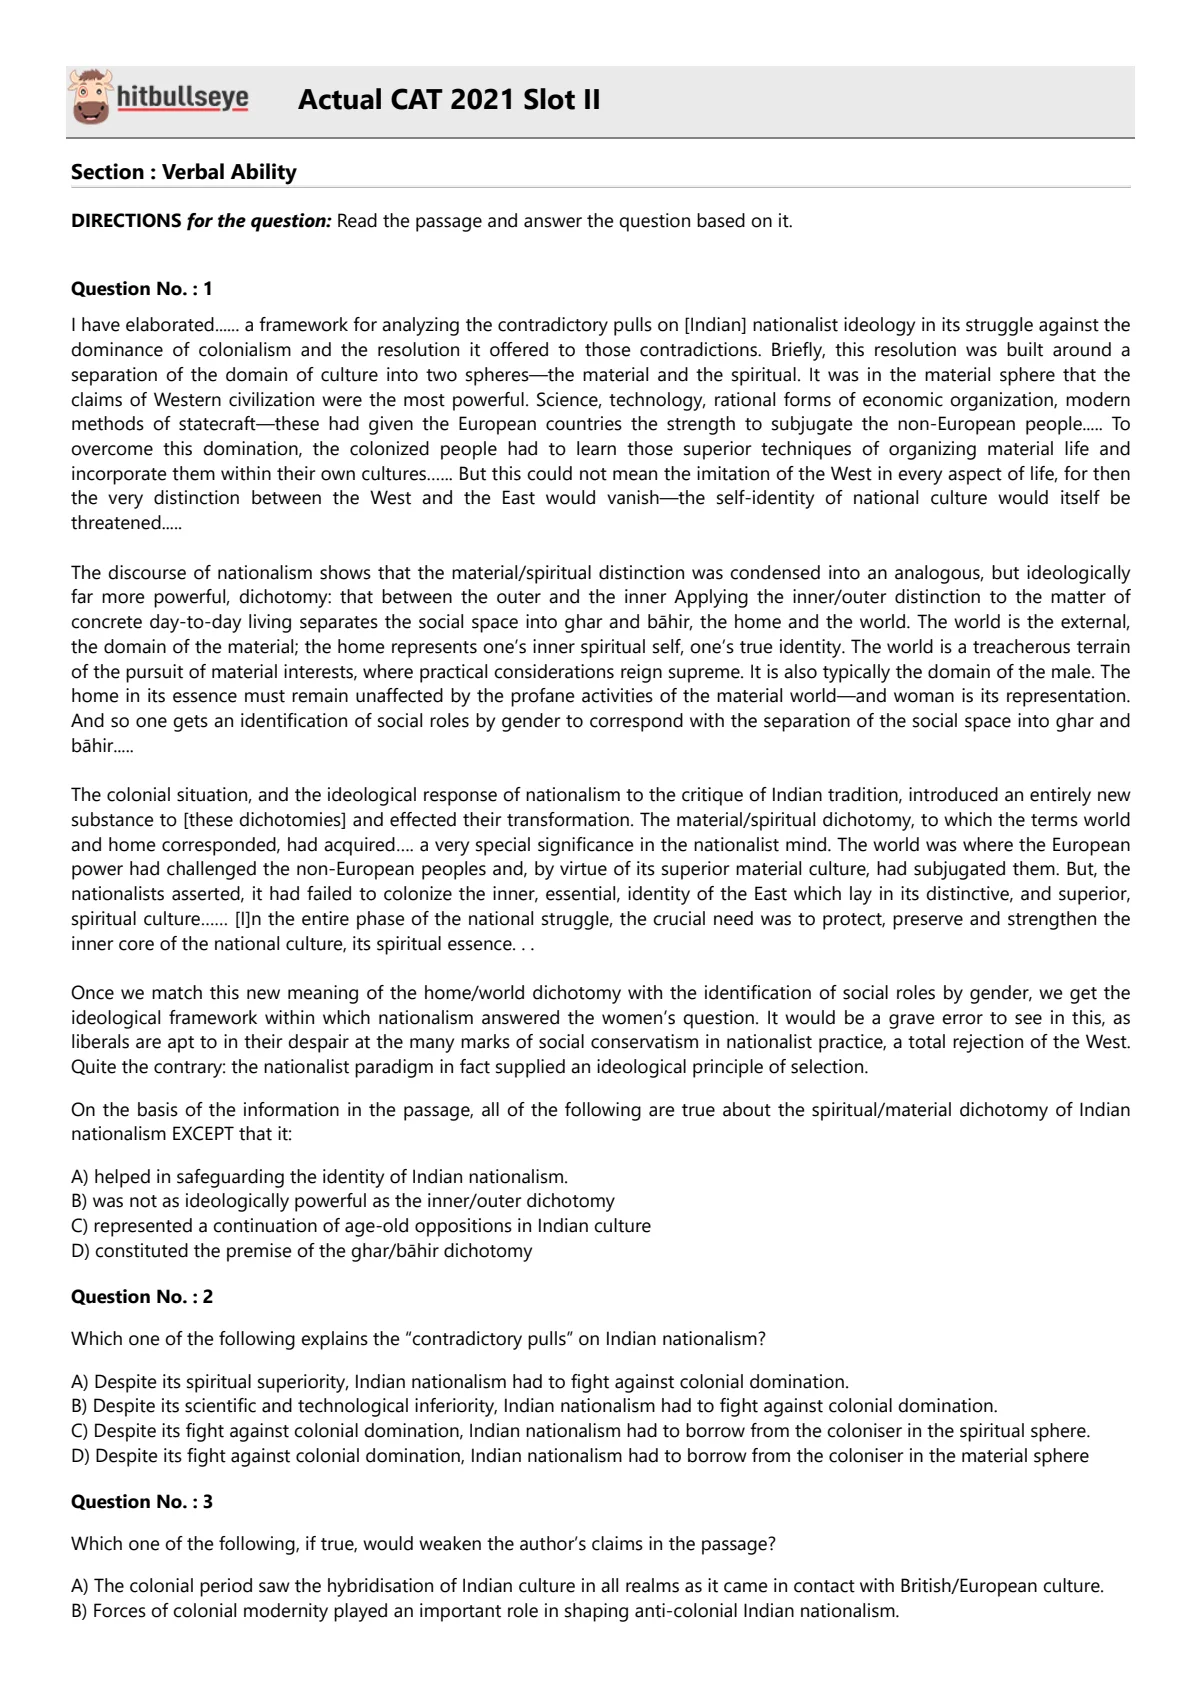 hitbullseye
Actual CAT 2021 Slot II
Section : Verbal Ability
DIRECTIONS for the question: Read the passage and answer the question based on it.
Question No. : 1
I have elaborated...... a framework for analyzing the contradictory pulls on [Indian] nationalist ideology in its struggle against the
dominance of colonialism and the resolution it offered to those contradictions. Briefly, this resolution was built around a
separation of the domain of culture into two spheres—the material and the spiritual. It was in the material sphere that the
claims of Western civilization were the most powerful. Science, technology, rational forms of economic organization, modern
methods of statecraft—these had given the European countries the strength to subjugate the non-European people..... To
overcome this domination, the colonized people had to learn those superior techniques of organizing material life and
incorporate them within their own cultures...... But this could not mean the imitation of the West in every aspect of life, for then
the very distinction between the West and the East would vanish—the self-identity of national culture would itself be
threatened.....
The discourse of nationalism shows that the material/spiritual distinction was condensed into an analogous, but ideologically
far more powerful, dichotomy: that between the outer and the inner Applying the inner/outer distinction to the matter of
concrete day-to-day living separates the social space into ghar and bāhir, the home and the world. The world is the external,
the domain of the material; the home represents one’s inner spiritual self, one’s true identity. The world is a treacherous terrain
of the pursuit of material interests, where practical considerations reign supreme. It is also typically the domain of the male. The
home in its essence must remain unaffected by the profane activities of the material world—and woman is its representation.
And so one gets an identification of social roles by gender to correspond with the separation of the social space into ghar and
bāhir.....
The colonial situation, and the ideological response of nationalism to the critique of Indian tradition, introduced an entirely new
substance to [these dichotomies] and effected their transformation. The material/spiritual dichotomy, to which the terms world
and home corresponded, had acquired.... a very special significance in the nationalist mind. The world was where the European
power had challenged the non-European peoples and, by virtue of its superior material culture, had subjugated them. But, the
nationalists asserted, it had failed to colonize the inner, essential, identity of the East which lay in its distinctive, and superior,
spiritual culture...... [I]n the entire phase of the national struggle, the crucial need was to protect, preserve and strengthen the
inner core of the national culture, its spiritual essence. . .
Once we match this new meaning of the home/world dichotomy with the identification of social roles by gender, we get the
ideological framework within which nationalism answered the women’s question. It would be a grave error to see in this, as
liberals are apt to in their despair at the many marks of social conservatism in nationalist practice, a total rejection of the West.
Quite the contrary: the nationalist paradigm in fact supplied an ideological principle of selection.
On the basis of the information in the passage, all of the following are true about the spiritual/material dichotomy of Indian
nationalism EXCEPT that it:
A) helped in safeguarding the identity of Indian nationalism.
B) was not as ideologically powerful as the inner/outer dichotomy
C) represented a continuation of age-old oppositions in Indian culture
D) constituted the premise of the ghar/bāhir dichotomy
Question No. : 2
Which one of the following explains the “contradictory pulls” on Indian nationalism?
A) Despite its spiritual superiority, Indian nationalism had to fight against colonial domination.
B) Despite its scientific and technological inferiority, Indian nationalism had to fight against colonial domination.
C) Despite its fight against colonial domination, Indian nationalism had to borrow from the coloniser in the spiritual sphere.
D) Despite its fight against colonial domination, Indian nationalism had to borrow from the coloniser in the material sphere
Question No. : 3
Which one of the following, if true, would weaken the author’s claims in the passage?
A) The colonial period saw the hybridisation of Indian culture in all realms as it came in contact with British/European culture.
B) Forces of colonial modernity played an important role in shaping anti-colonial Indian nationalism.